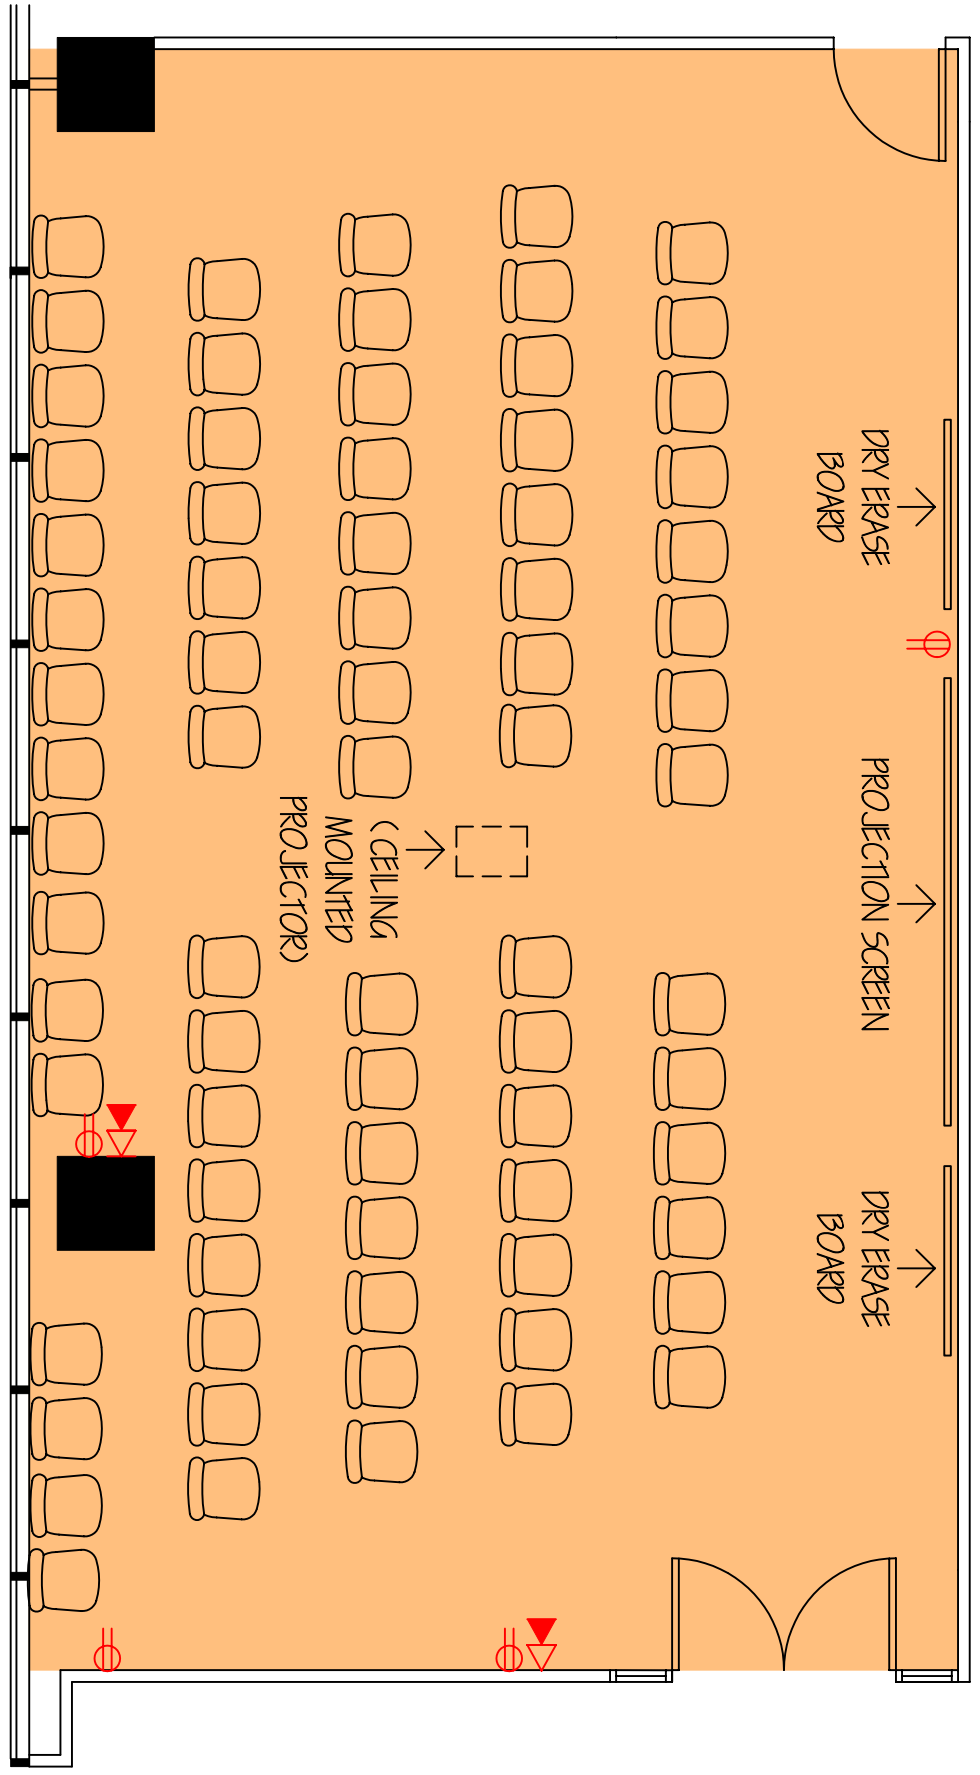 DRY ERASE
BOARD
PROJECTION SCREEN
DRY ERASE
BOARD
(CEILING
MOUNTED
PROJECTOR)